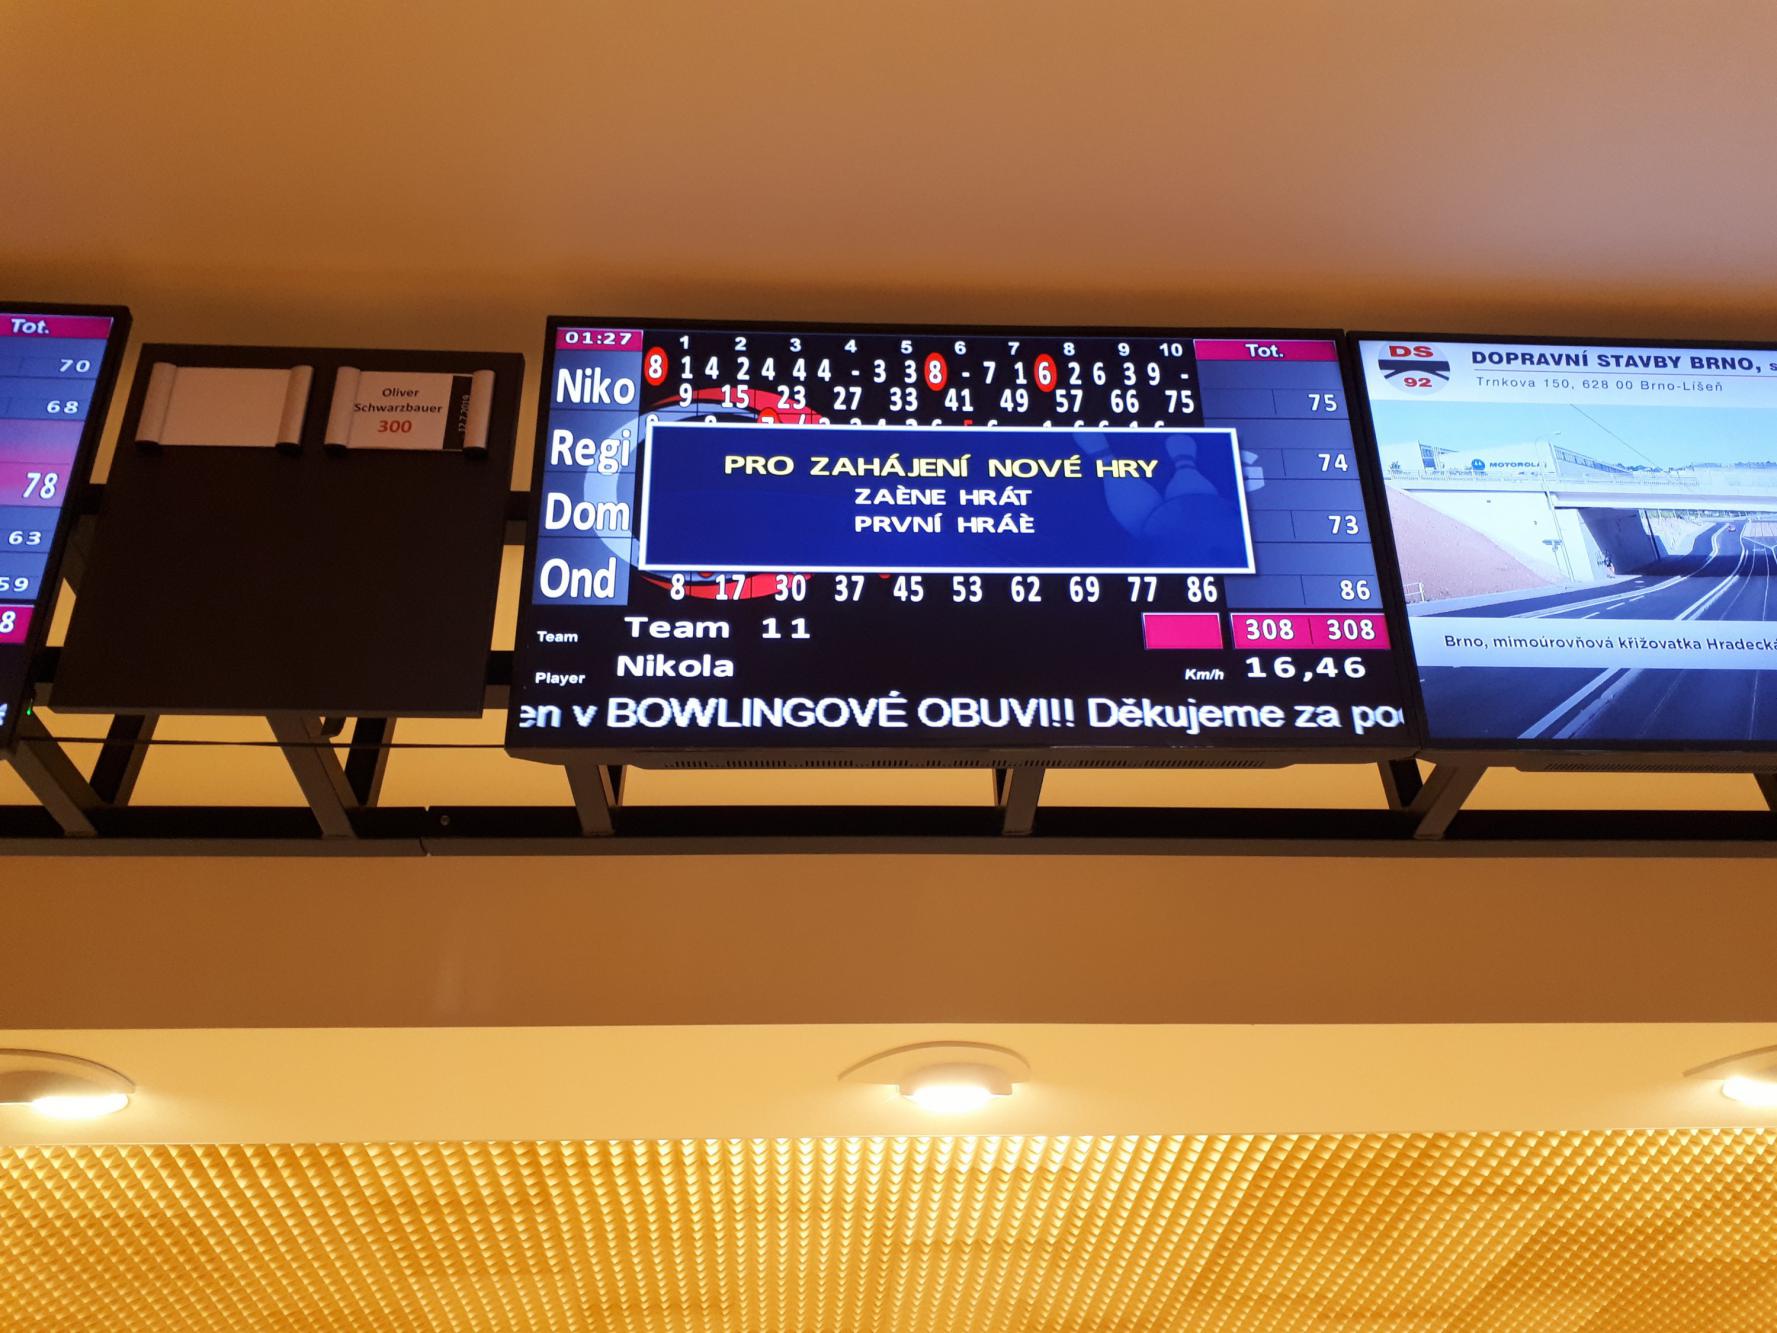 Tot.
70
68
78
63
59
8
Oliver
Schwarzbauer
300
17.2.2019
01:27 1 2 3 4 5 6 7 8 9 10 Tot.
Niko 8 1 4 2 4 4 4 - 3 3 8 - 7 1 6 2 6 3 9 -
9 15 23 27 33 41 49 57 66 75 75
Regi 74
PRO ZAHÁJENÍ NOVÉ HRY
ZAÈNE HRÁT
PRVNÍ HRÁÈ
Dom 73
Ond 8 17 30 37 45 53 62 69 77 86 86
Team Team 11 308 308
Player Nikola Km/h 16,46
en v BOWLINGOVÉ OBUVI!!! Děkujeme za po
DS
92
DOPRAVNÍ STAVBY BRNO, s
Trnkova 150, 628 00 Brno-Líšeň
MOTOROLA
Brno, mimoúrovňová křižovatka Hradecká